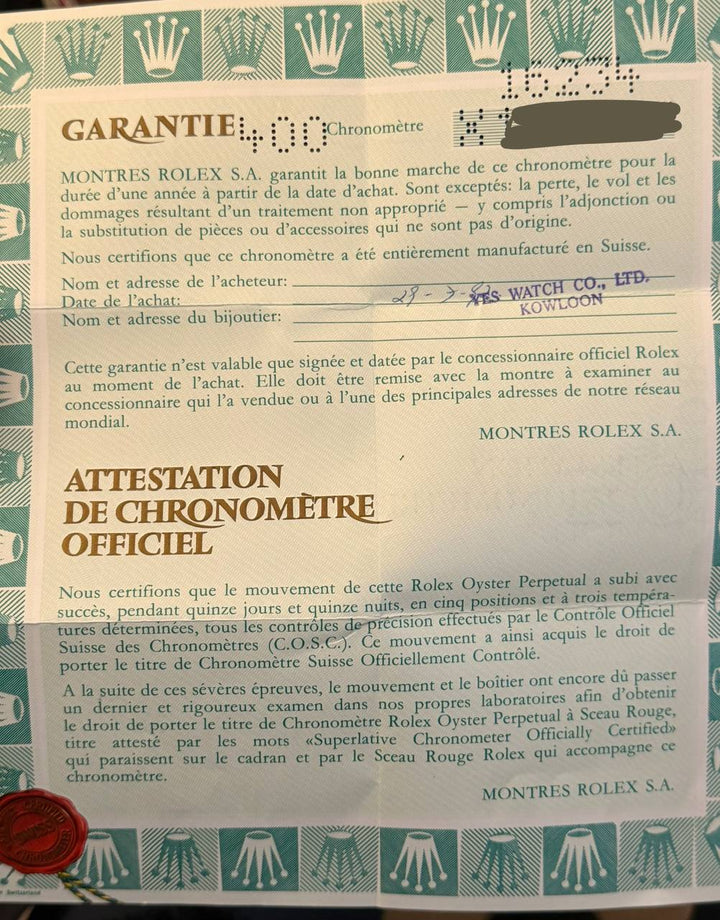 16234
GARANTIE 400 Chronomètre X
MONTRES ROLEX S.A. garantit la bonne marche de ce chronomètre pour la
durée d'une année à partir de la date d'achat. Sont exceptés: la perte, le vol et les
dommages résultant d'un traitement non approprié — y compris l'adjonction ou
la substitution de pièces ou d'accessoires qui ne sont pas d'origine.
Nous certifions que ce chronomètre a été entièrement manufacturé en Suisse.
Nom et adresse de l'acheteur:
Date de l'achat:
YES WATCH CO., LTD.
KOWLOON
Nom et adresse du bijoutier:
Cette garantie n'est valable que signée et datée par le concessionnaire officiel Rolex
au moment de l'achat. Elle doit être remise avec la montre à examiner au
concessionnaire qui l'a vendue ou à l'une des principales adresses de notre réseau
mondial.
MONTRES ROLEX S.A.
ATTESTATION
DE CHRONOMÈTRE
OFFICIEL
Nous certifions que le mouvement de cette Rolex Oyster Perpetual a subi avec
succès, pendant quinze jours et quinze nuits, en cinq positions et à trois tempéra-
tures déterminées, tous les contrôles de précision effectués par le Contrôle Officiel
Suisse des Chronomètres (C.O.S.C.). Ce mouvement a ainsi acquis le droit de
porter le titre de Chronomètre Suisse Officiellement Contrôlé.
A la suite de ces sévères épreuves, le mouvement et le boîtier ont encore dû passer
un dernier et rigoureux examen dans nos propres laboratoires afin d'obtenir
le droit de porter le titre de Chronomètre Rolex Oyster Perpetual à Sceau Rouge,
titre attesté par les mots «Superlative Chronometer Officially Certified»
qui paraissent sur le cadran et par le Sceau Rouge Rolex qui accompagne ce
chronomètre.
MONTRES ROLEX S.A.
Switzerland